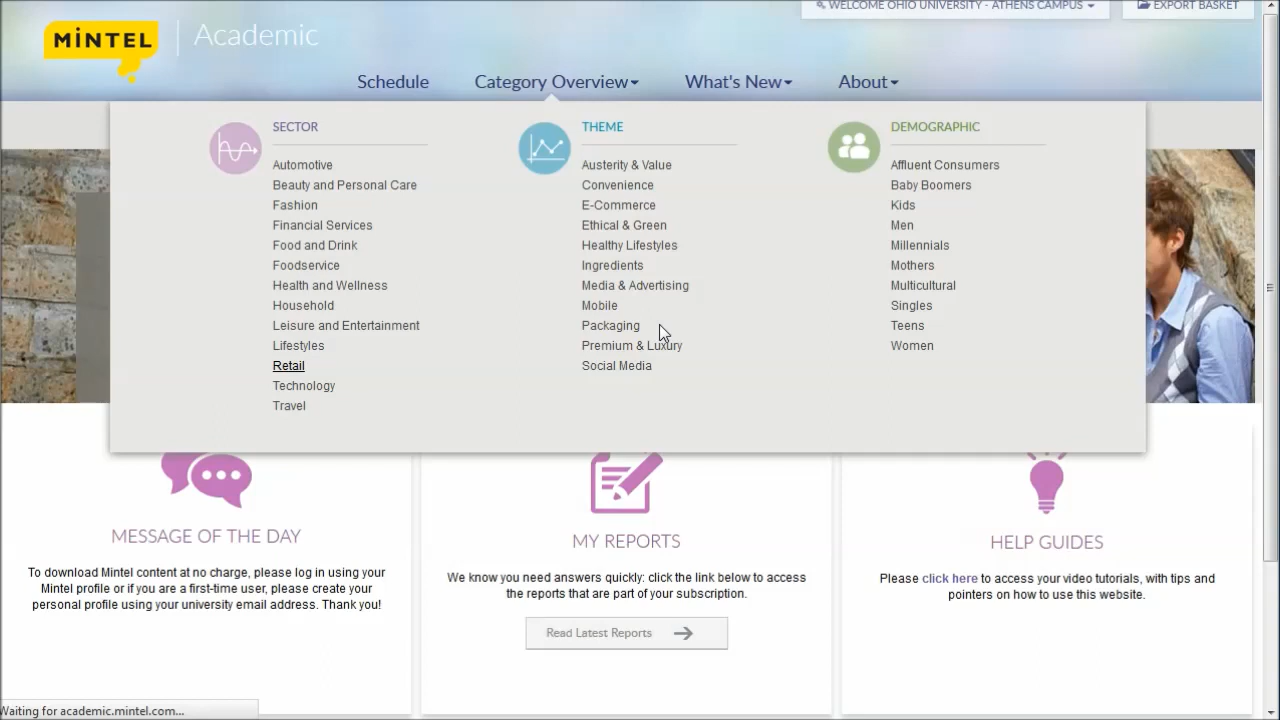 WELCOME OHIO UNIVERSITY - ATHENS CAMPUS
EXPORT BASKET
MiNTEL
Academic
Schedule
Category Overview
What's New
About
SECTOR
Automotive
Beauty and Personal Care
Fashion
Financial Services
Food and Drink
Foodservice
Health and Wellness
Household
Leisure and Entertainment
Lifestyles
Retail
Technology
Travel
THEME
Austerity & Value
Convenience
E-Commerce
Ethical & Green
Healthy Lifestyles
Ingredients
Media & Advertising
Mobile
Packaging
Premium & Luxury
Social Media
DEMOGRAPHIC
Affluent Consumers
Baby Boomers
Kids
Men
Millennials
Mothers
Multicultural
Singles
Teens
Women
MESSAGE OF THE DAY
To download Mintel content at no charge, please log in using your
Mintel profile or if you are a first-time user, please create your
personal profile using your university email address. Thank you!
MY REPORTS
We know you need answers quickly: click the link below to access
the reports that are part of your subscription.
Read Latest Reports
HELP GUIDES
Please click here to access your video tutorials, with tips and
pointers on how to use this website.
Waiting for academic.mintel.com...